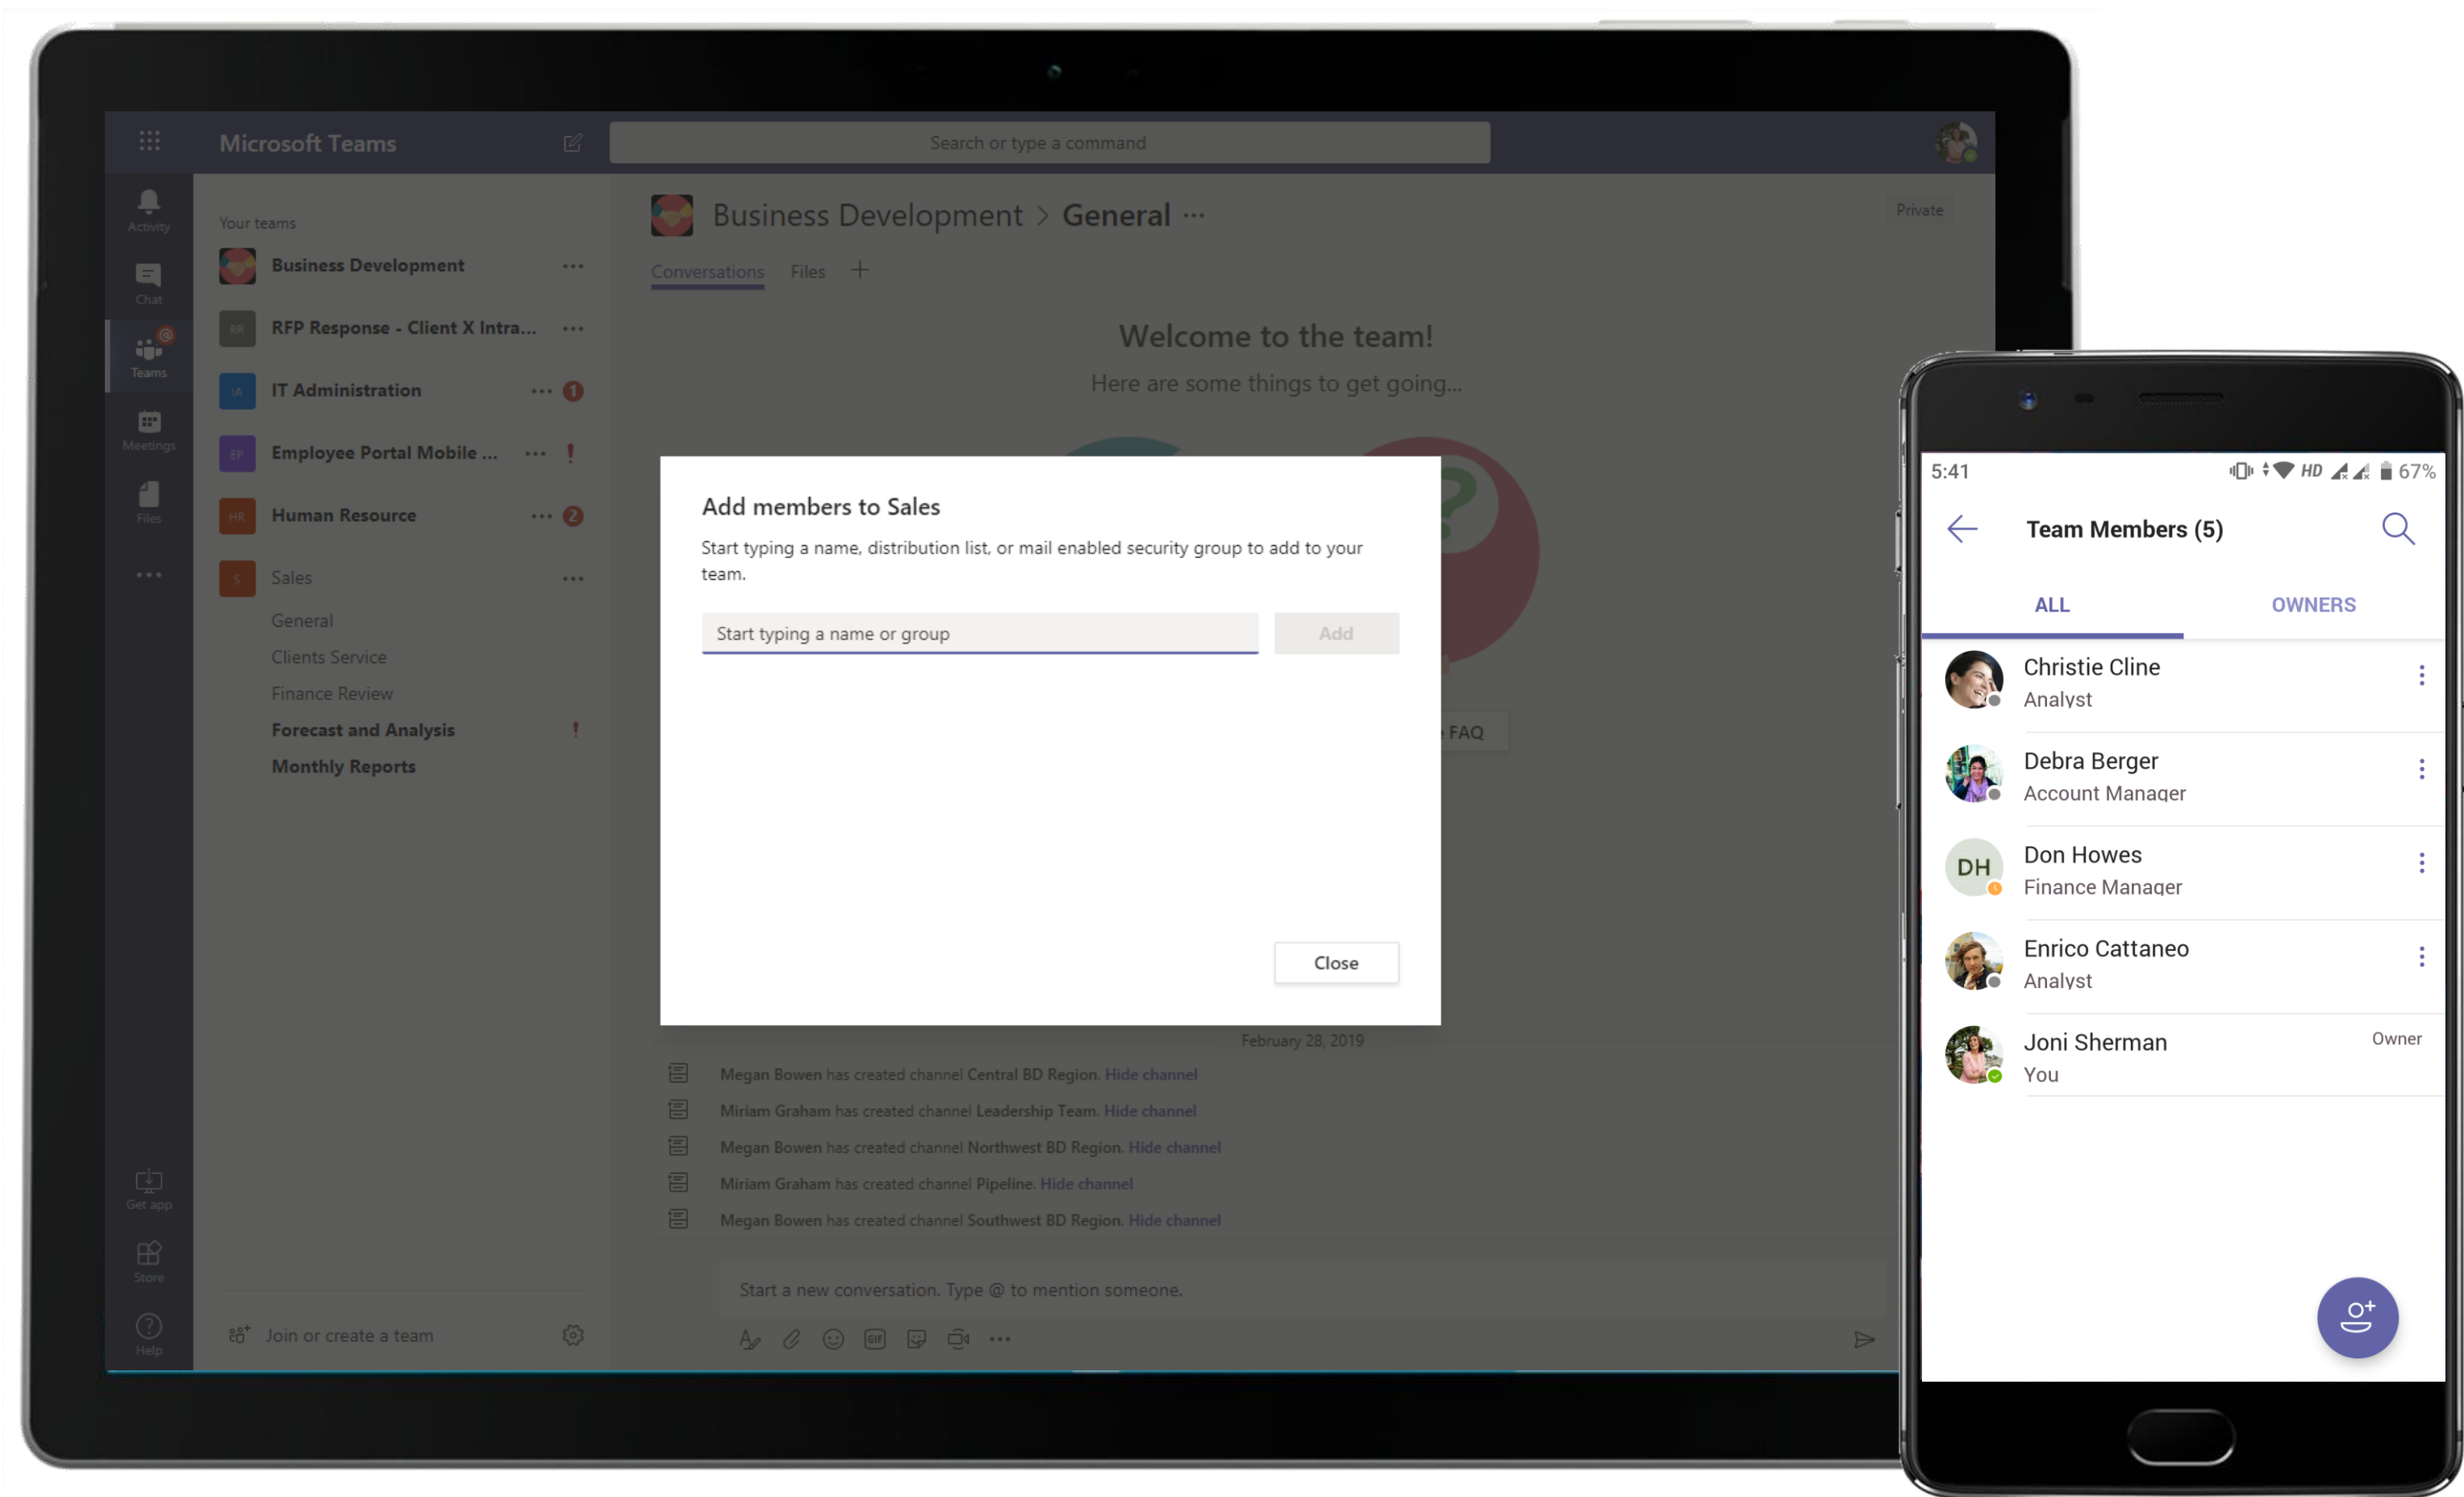 Microsoft Teams
Search or type a command
Activity
Chat
Teams
Meetings
Files
Get app
Store
Help
Your teams
Business Development
RR
RFP Response - Client X Intra...
IA
IT Administration
1
EP
Employee Portal Mobile ...
!
HR
Human Resource
2
S
Sales
General
Clients Service
Finance Review
Forecast and Analysis
!
Monthly Reports
Join or create a team
Business Development > General
Private
Conversations
Files
Welcome to the team!
Here are some things to get going...
?
FAQ
Add members to Sales
Start typing a name, distribution list, or mail enabled security group to add to your
team.
Start typing a name or group
Add
Close
February 28, 2019
Megan Bowen has created channel Central BD Region. Hide channel
Miriam Graham has created channel Leadership Team. Hide channel
Megan Bowen has created channel Northwest BD Region. Hide channel
Miriam Graham has created channel Pipeline. Hide channel
Megan Bowen has created channel Southwest BD Region. Hide channel
Start a new conversation. Type @ to mention someone.
GIF
5:41
HD
67%
Team Members (5)
ALL
OWNERS
Christie Cline
Analyst
Debra Berger
Account Manager
DH
Don Howes
Finance Manager
Enrico Cattaneo
Analyst
Joni Sherman
Owner
You